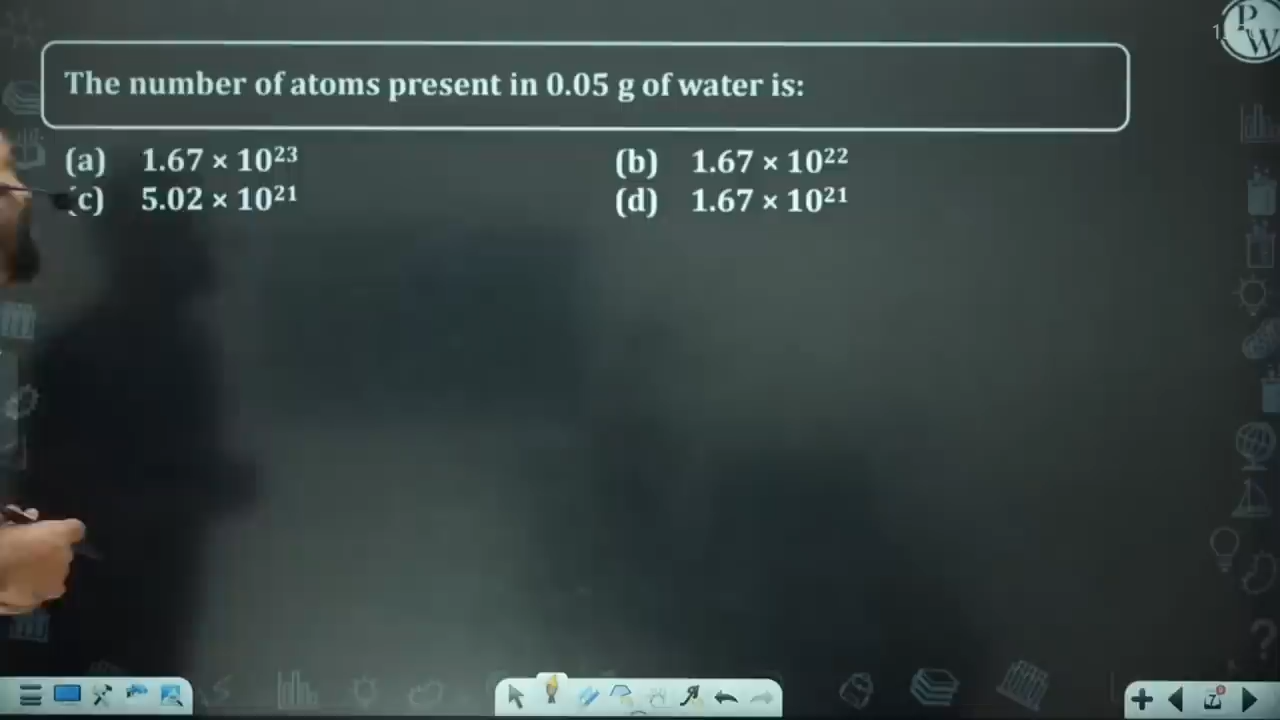 P
W
The number of atoms present in 0.05 g of water is:
(a) 1.67 × 10²³ (b) 1.67 × 10²²
(c) 5.02 × 10²¹ (d) 1.67 × 10²¹